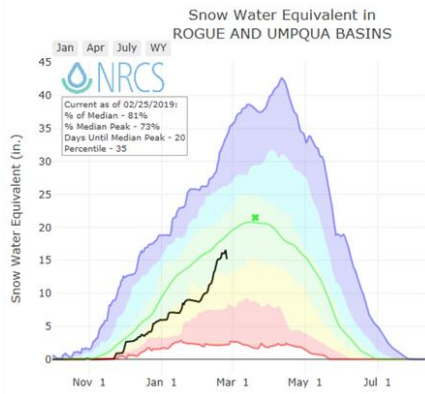 Snow Water Equivalent in
ROGUE AND UMPQUA BASINS
Jan Apr July WY
NRCS
Current as of 02/25/2019:
% of Median - 81%
% Median Peak - 73%
Days Until Median Peak - 20
Percentile - 35
Snow Water Equivalent (in.)
45
40
35
30
25
20
15
10
5
0
Nov 1 Jan 1 Mar 1 May 1 Jul 1